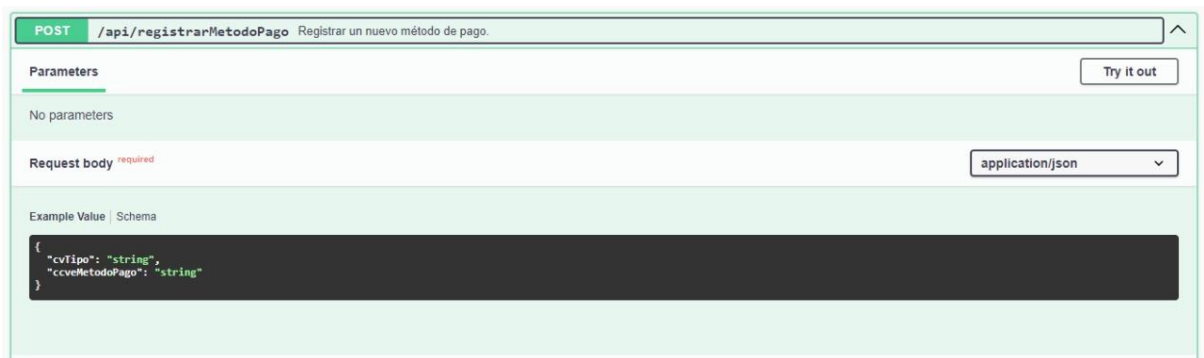 POST /api/registrarMetodoPago Registrar un nuevo método de pago.
Parameters Try it out
No parameters
Request body required application/json
Example Value Schema
{
"cvTipo": "string",
"ccveMetodoPago": "string"
}